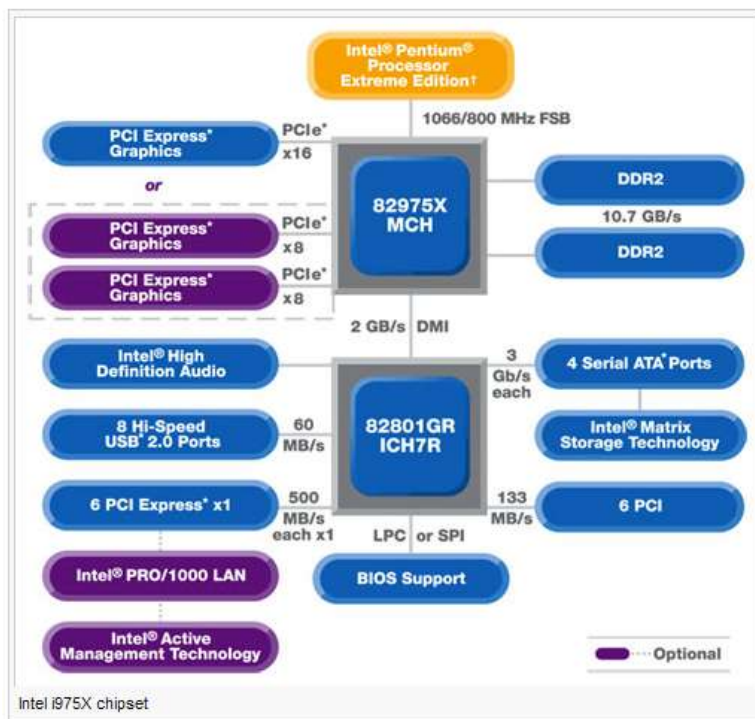 Intel® Pentium®
Processor
Extreme Edition†
1066/800 MHz FSB
PCI Express*
Graphics
PCIe*
x16
or
PCI Express*
Graphics
PCIe*
x8
PCI Express*
Graphics
PCIe*
x8
82975X
MCH
DDR2
10.7 GB/s
DDR2
2 GB/s DMI
Intel® High
Definition Audio
8 Hi-Speed
USB* 2.0 Ports
60
MB/s
6 PCI Express* x1
500
MB/s
each x1
82801GR
ICH7R
3
Gb/s
each
4 Serial ATA* Ports
Intel® Matrix
Storage Technology
133
MB/s
6 PCI
LPC or SPI
BIOS Support
Intel® PRO/1000 LAN
Intel® Active
Management Technology
Optional
Intel i975X chipset